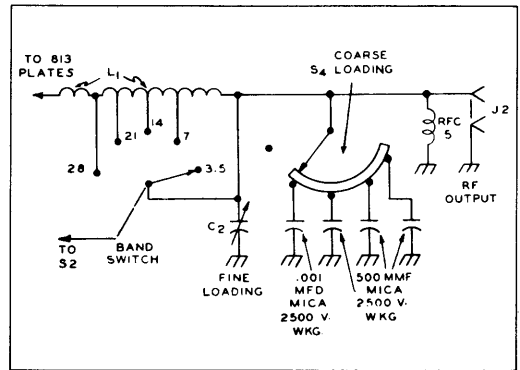 TO 813
PLATES
L1
COARSE
LOADING
S4
J2
21
14
7
28
3.5
RFC
5
C2
TO
S2
BAND
SWITCH
FINE
LOADING
.001
MFD
MICA
2500 V.
WKG.
500 MMF
MICA
2500 V.
WKG
RF
OUTPUT